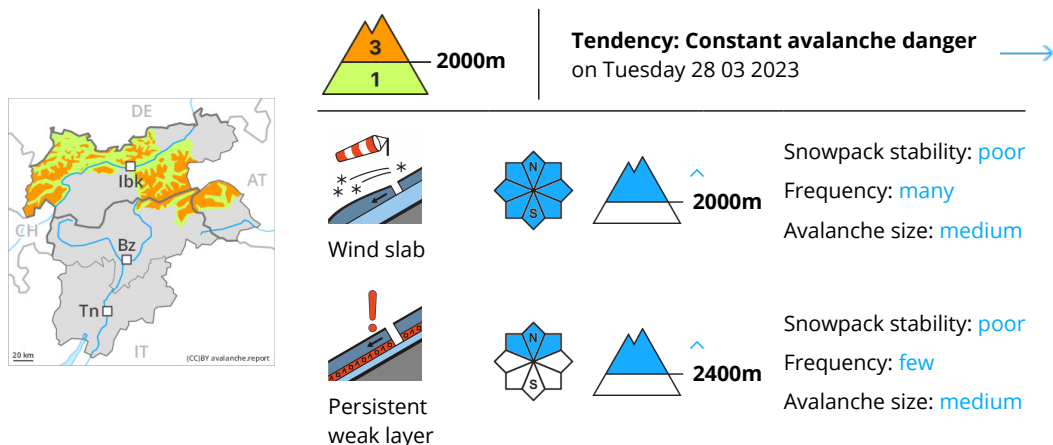 3
1
2000m
Tendency: Constant avalanche danger
on Tuesday 28 03 2023
DE
Ibk
AT
CH
Bz
Tn
IT
20 km
(CC)BY avalanche.report
Wind slab
N
S
2000m
Snowpack stability: poor
Frequency: many
Avalanche size: medium
Persistent
weak layer
N
S
2400m
Snowpack stability: poor
Frequency: few
Avalanche size: medium